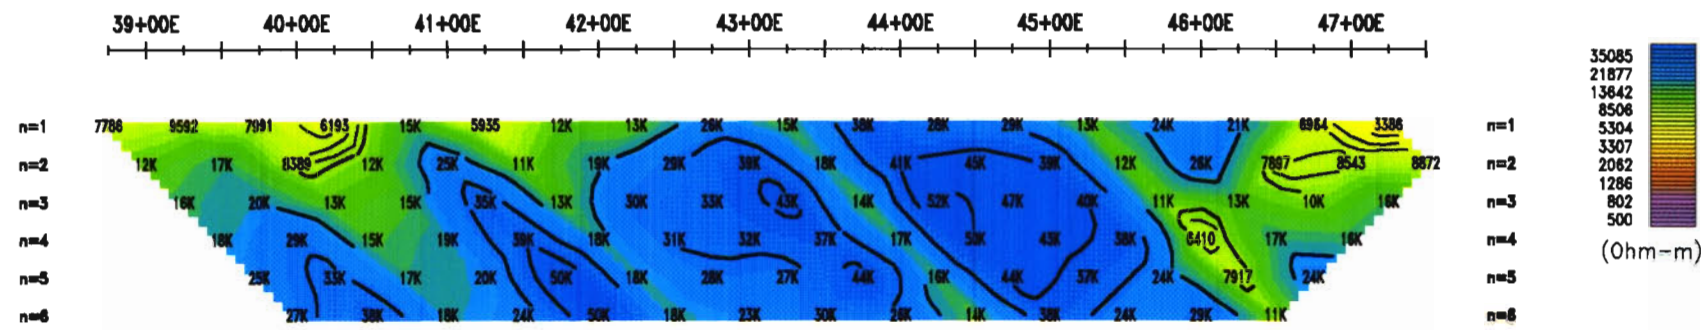 39+00E 40+00E 41+00E 42+00E 43+00E 44+00E 45+00E 46+00E 47+00E
35085
21877
13642
8506
5304
3307
2062
1286
802
500
(Ohm-m)
n=1 7786 9592 7991 6193 15K 5935 12K 13K 26K 15K 38K 28K 29K 13K 24K 21K 6964 3386 n=1
n=2 12K 17K 8389 12K 25K 11K 19K 29K 39K 18K 41K 45K 39K 12K 26K 7897 8543 8872 n=2
n=3 16K 20K 13K 15K 35K 13K 30K 33K 43K 14K 52K 47K 40K 11K 13K 10K 16K n=3
n=4 18K 29K 15K 19K 39K 18K 31K 32K 37K 17K 43K 38K 6410 17K 16K n=4
n=5 25K 33K 17K 20K 50K 18K 28K 27K 44K 16K 44K 37K 24K 7917 24K n=5
n=6 27K 38K 18K 24K 50K 18K 23K 30K 26K 14K 38K 24K 29K 11K n=6